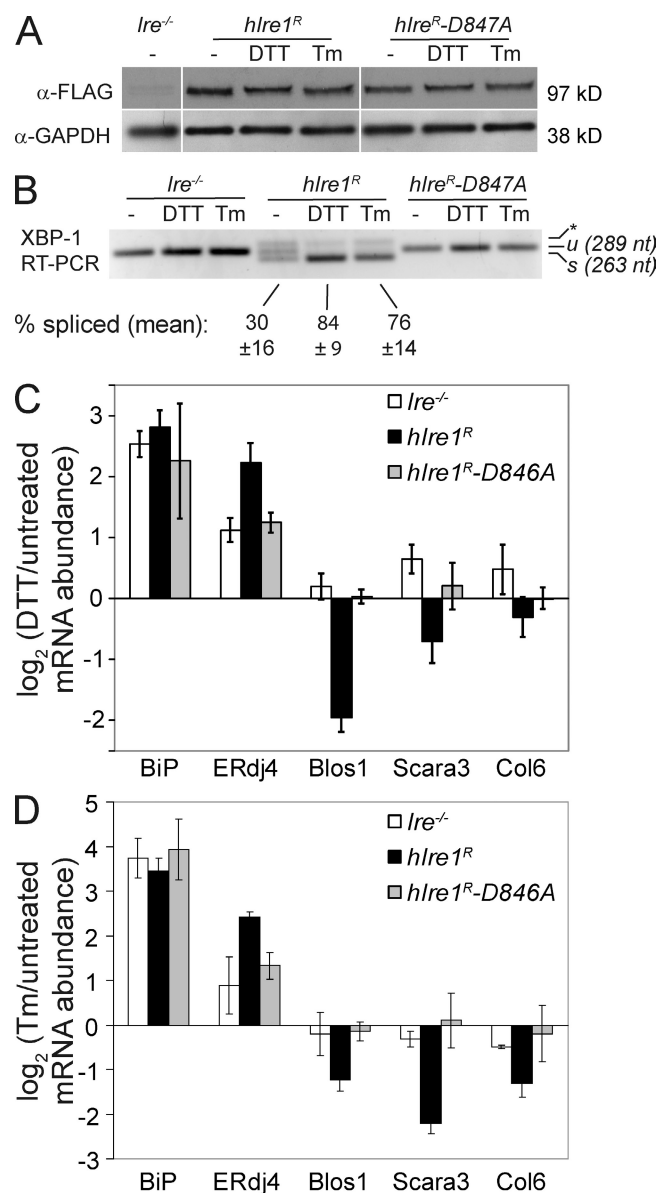 A
Ire-/- hIre1R hIreR-D847A
- - DTT Tm - DTT Tm
α-FLAG 97 kD
α-GAPDH 38 kD
B
Ire-/- hIre1R hIreR-D847A
- DTT Tm - DTT Tm - DTT Tm
XBP-1 *
RT-PCR u (289 nt)
s (263 nt)
% spliced (mean): 30 84 76
±16 ±9 ±14
C
log2 (DTT/untreated
mRNA abundance)
3
2
1
0
-1
-2
Ire-/-
hIre1R
hIre1R-D846A
BiP ERdj4 Blos1 Scara3 Col6
D
log2 (Tm/untreated
mRNA abundance)
5
4
3
2
1
0
-1
-2
-3
Ire-/-
hIre1R
hIre1R-D846A
BiP ERdj4 Blos1 Scara3 Col6